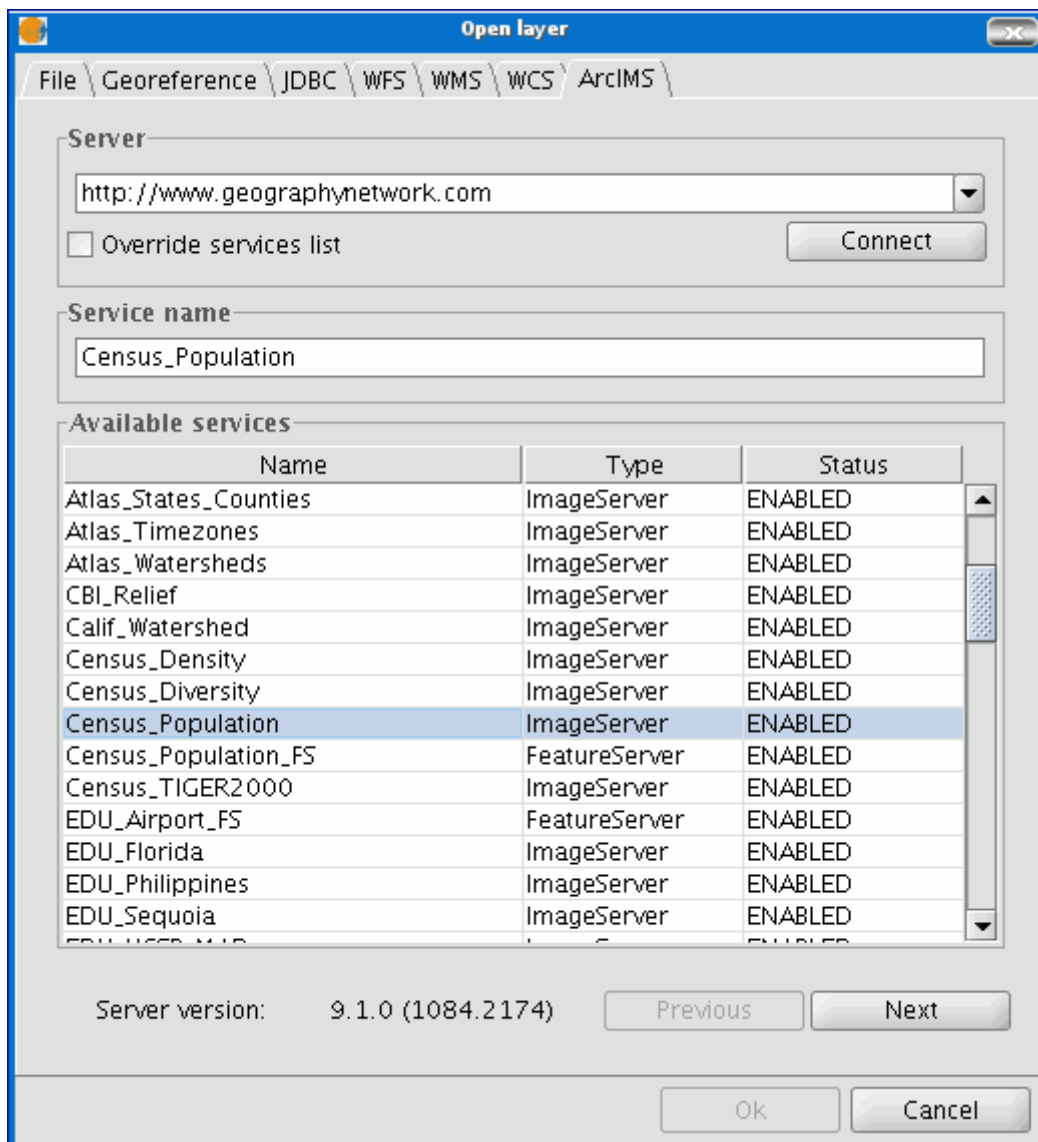 Open layer
File Georeference JDBC WFS WMS WCS ArcIMS
Server
http://www.geographynetwork.com
Override services list Connect
Service name
Census_Population
Available services
Name Type Status
Atlas_States_Counties ImageServer ENABLED
Atlas_Timezones ImageServer ENABLED
Atlas_Watersheds ImageServer ENABLED
CBI_Relief ImageServer ENABLED
Calif_Watershed ImageServer ENABLED
Census_Density ImageServer ENABLED
Census_Diversity ImageServer ENABLED
Census_Population ImageServer ENABLED
Census_Population_FS FeatureServer ENABLED
Census_TIGER2000 ImageServer ENABLED
EDU_Airport_FS FeatureServer ENABLED
EDU_Florida ImageServer ENABLED
EDU_Philippines ImageServer ENABLED
EDU_Sequoia ImageServer ENABLED
Server version: 9.1.0 (1084.2174) Previous Next
Ok Cancel